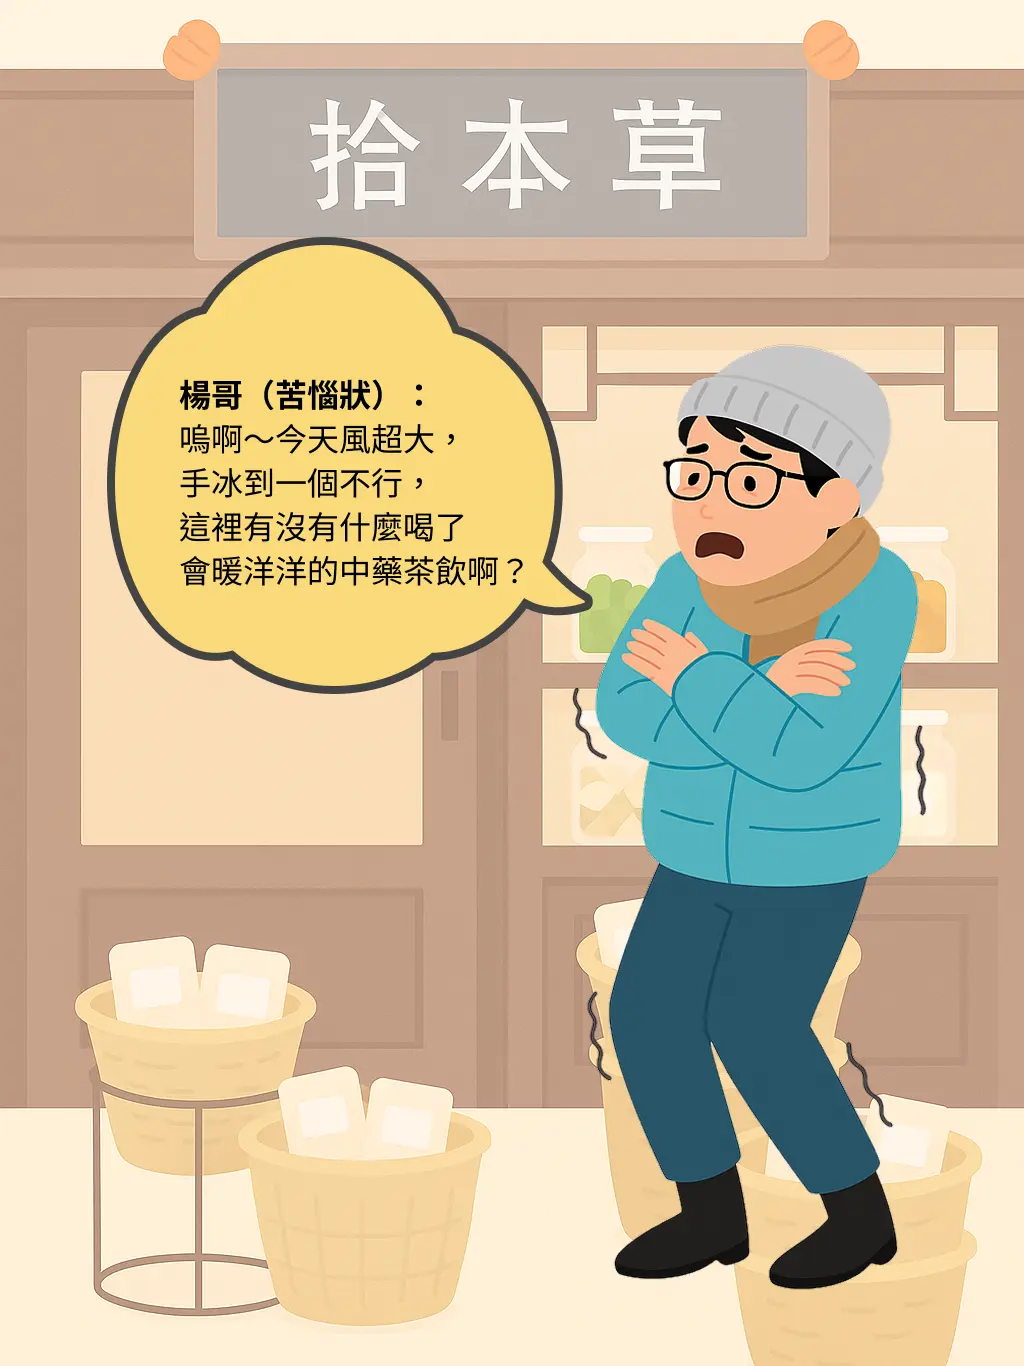 拾本草
楊哥（苦惱狀）：
嗚啊～今天風超大，
手冰到一個不行，
這裡有沒有什麼喝了
會暖洋洋的中藥茶飲啊？